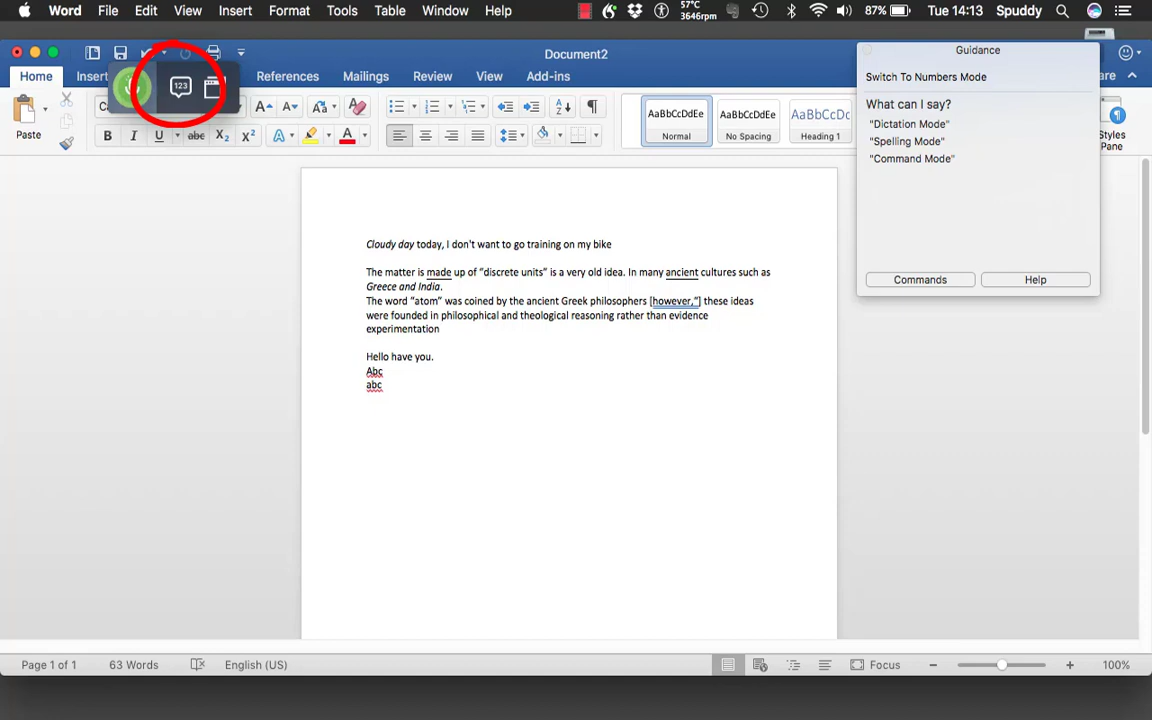 Word File Edit View Insert Format Tools Table Window Help 57°C 3646rpm 87% Tue 14:13 Spuddy
Document2
Home References Mailings Review View Add-ins
123
Paste
B I U abc X2 X2 A A
AaBbCcDdEe AaBbCcDdEe AaBbCcDc
Normal No Spacing Heading 1
Styles Pane
Guidance
Switch To Numbers Mode
What can I say?
"Dictation Mode"
"Spelling Mode"
"Command Mode"
Commands Help
Cloudy day today, I don't want to go training on my bike
The matter is made up of “discrete units” is a very old idea. In many ancient cultures such as
Greece and India.
The word “atom” was coined by the ancient Greek philosophers [however,“] these ideas
were founded in philosophical and theological reasoning rather than evidence
experimentation
Hello have you.
Abc
abc
Page 1 of 1 63 Words English (US) Focus 100%